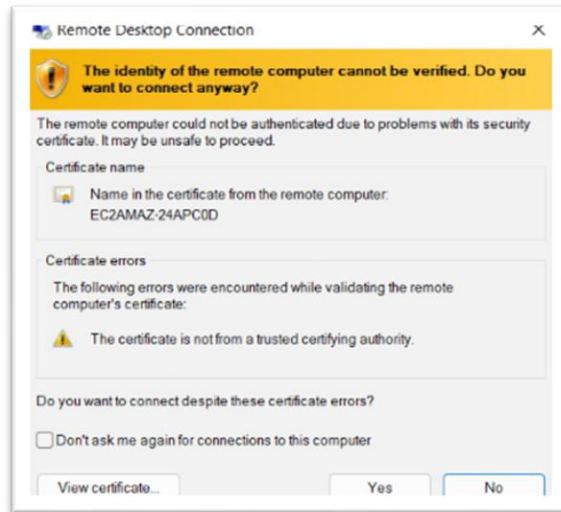 Remote Desktop Connection
The identity of the remote computer cannot be verified. Do you
want to connect anyway?
The remote computer could not be authenticated due to problems with its security
certificate. It may be unsafe to proceed.
Certificate name
Name in the certificate from the remote computer:
EC2AMAZ-24APC0D
Certificate errors
The following errors were encountered while validating the remote
computer's certificate:
The certificate is not from a trusted certifying authority.
Do you want to connect despite these certificate errors?
Don't ask me again for connections to this computer
View certificate...
Yes
No